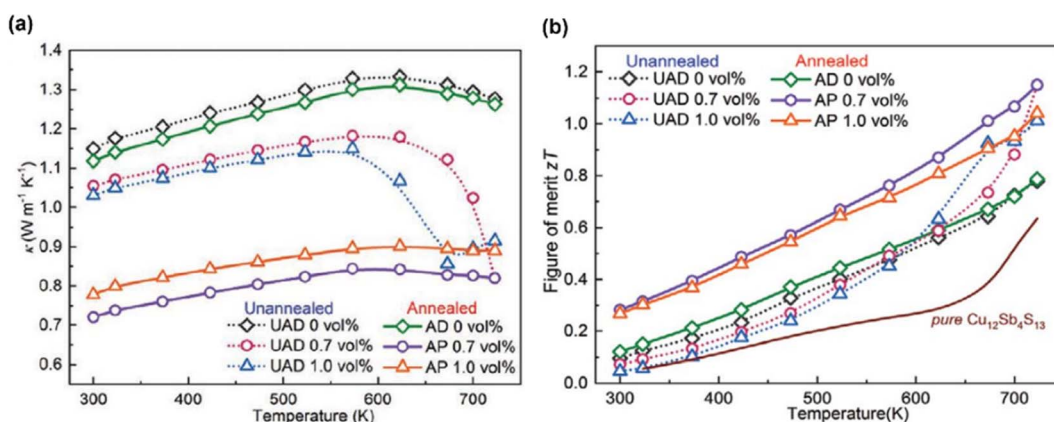 (a)
1.4
1.3
1.2
1.1
1.0
0.9
0.8
0.7
0.6
κ (W m⁻¹ K⁻¹)
Unannealed Annealed
UAD 0 vol% AD 0 vol%
UAD 0.7 vol% AP 0.7 vol%
UAD 1.0 vol% AP 1.0 vol%
300 400 500 600 700
Temperature (K)
(b)
1.2
1.0
0.8
0.6
0.4
0.2
0.0
Figure of merit zT
Unannealed Annealed
UAD 0 vol% AD 0 vol%
UAD 0.7 vol% AP 0.7 vol%
UAD 1.0 vol% AP 1.0 vol%
pure Cu₁₂Sb₄S₁₃
300 400 500 600 700
Temperature(K)